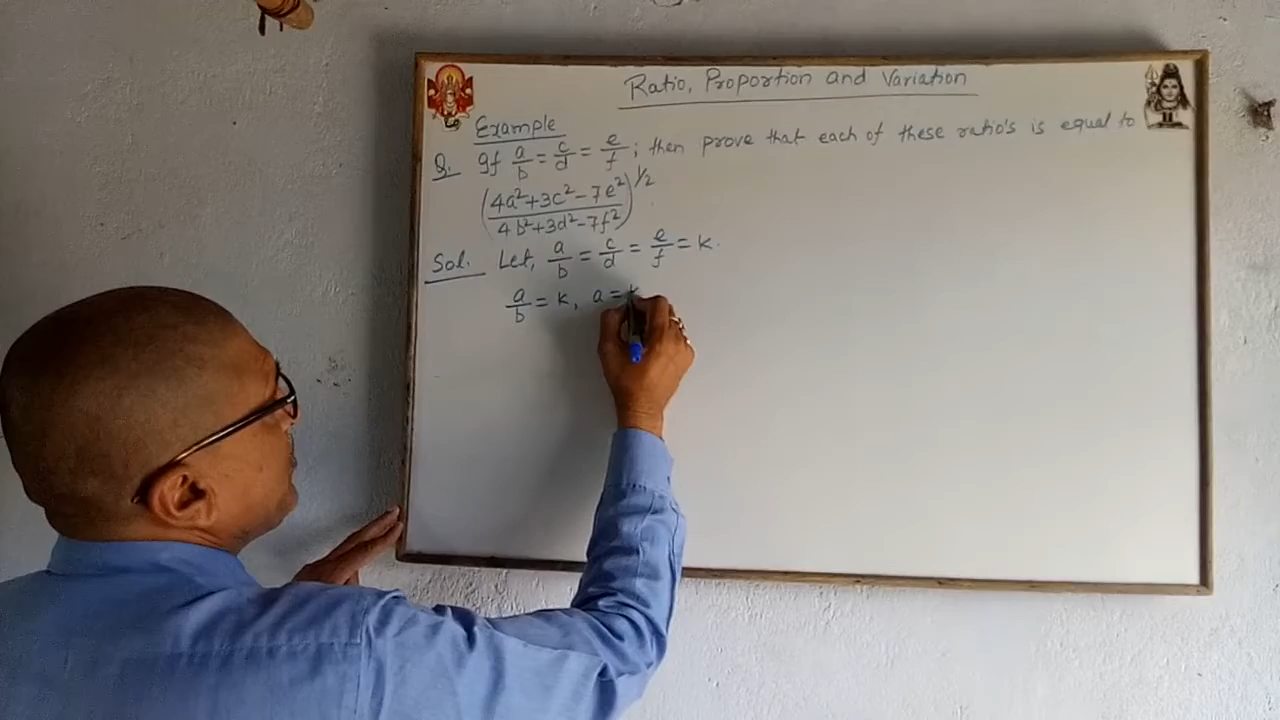 Ratio, Proportion and Variation
Example
Q. If a/b = c/d = e/f ; then prove that each of these ratio's is equal to
((4a²+3c²-7e²)/(4b²+3d²-7f²))^1/2.
Sol. Let, a/b = c/d = e/f = k.
a/b = k, a = k